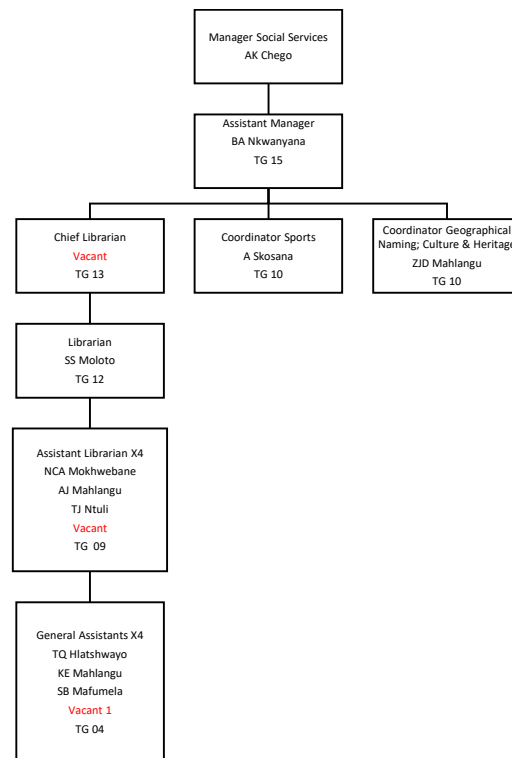 Manager Social Services
AK Chego
Assistant Manager
BA Nkwanyana
TG 15
Chief Librarian
Vacant
TG 13
Coordinator Sports
A Skosana
TG 10
Coordinator Geographical
Naming; Culture & Heritage
ZJD Mahlangu
TG 10
Librarian
SS Moloto
TG 12
Assistant Librarian X4
NCA Mokhwebane
AJ Mahlangu
TJ Ntuli
Vacant
TG 09
General Assistants X4
TQ Hlatshwayo
KE Mahlangu
SB Mafumela
Vacant 1
TG 04